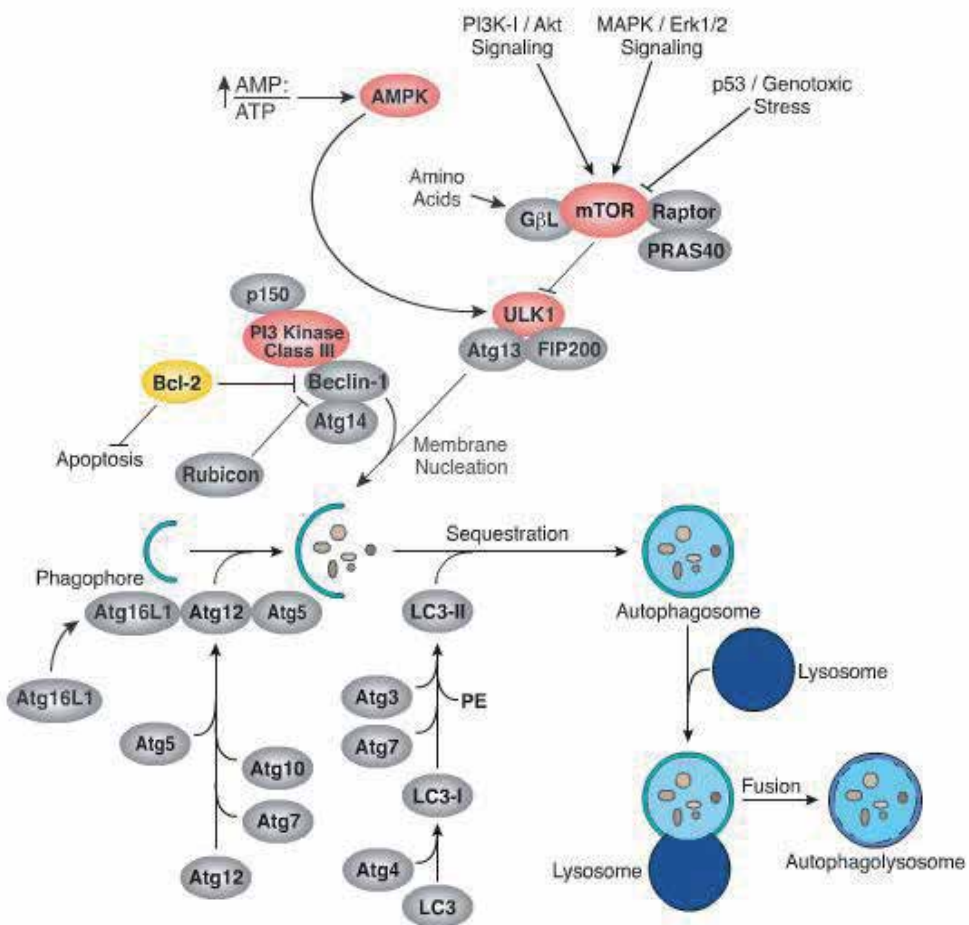 PI3K-I / Akt
Signaling
MAPK / Erk1/2
Signaling
AMP:
ATP
AMPK
p53 / Genotoxic
Stress
Amino
Acids
GβL
mTOR
Raptor
PRAS40
p150
PI3 Kinase
Class III
ULK1
Atg13
FIP200
Bcl-2
Beclin-1
Atg14
Apoptosis
Rubicon
Membrane
Nucleation
Sequestration
Phagophore
Atg16L1
Atg12
Atg5
LC3-II
Autophagosome
Atg16L1
Atg3
PE
Lysosome
Atg5
Atg7
Atg10
LC3-I
Fusion
Atg7
Atg12
Atg4
LC3
Lysosome
Autophagolysosome